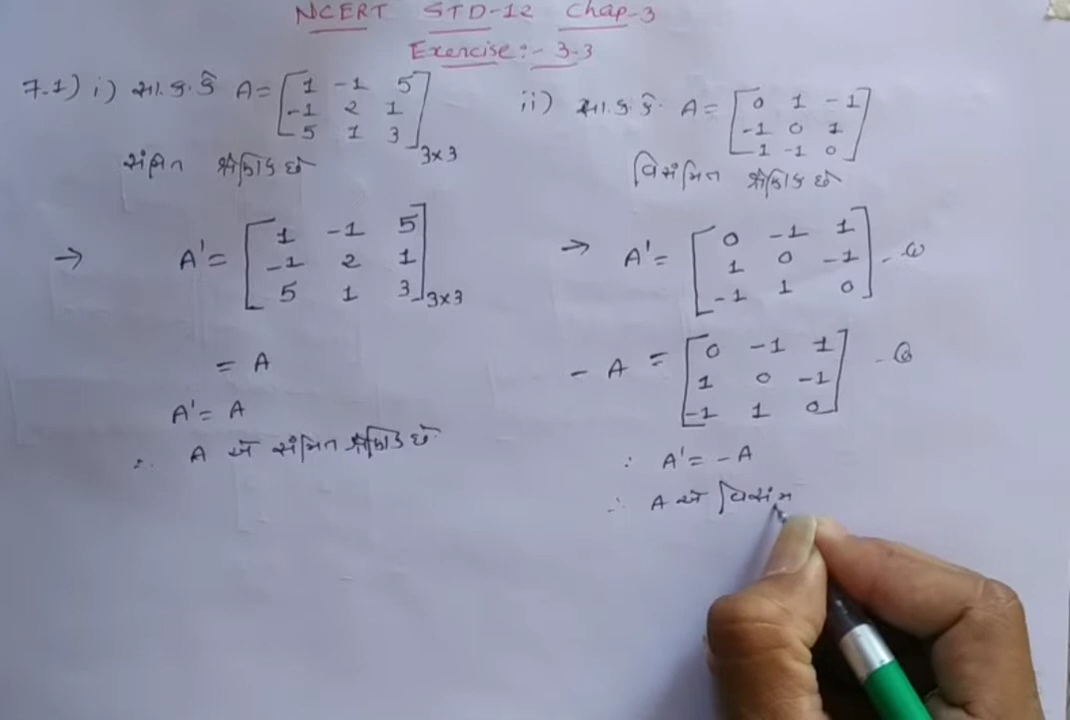 NCERT STD-12 Chap-3
Exercise:- 3.3
7.1) i) સા.કુ.કે A = [1 -1 5
-1 2 1
5 1 3]3×3
સંમિત શ્રેણિક છે
→ A' = [1 -1 5
-1 2 1
5 1 3]3×3
= A
A' = A
∴ A એ સંમિત શ્રેણિક છે.
ii) સા.કુ.કે. A = [0 1 -1
-1 0 1
1 -1 0]
વિસંમિત શ્રેણિક છે
→ A' = [0 -1 1
1 0 -1
-1 1 0]
- A = [0 -1 1
1 0 -1
-1 1 0]
: A' = - A
∴ A એ વિસંમ